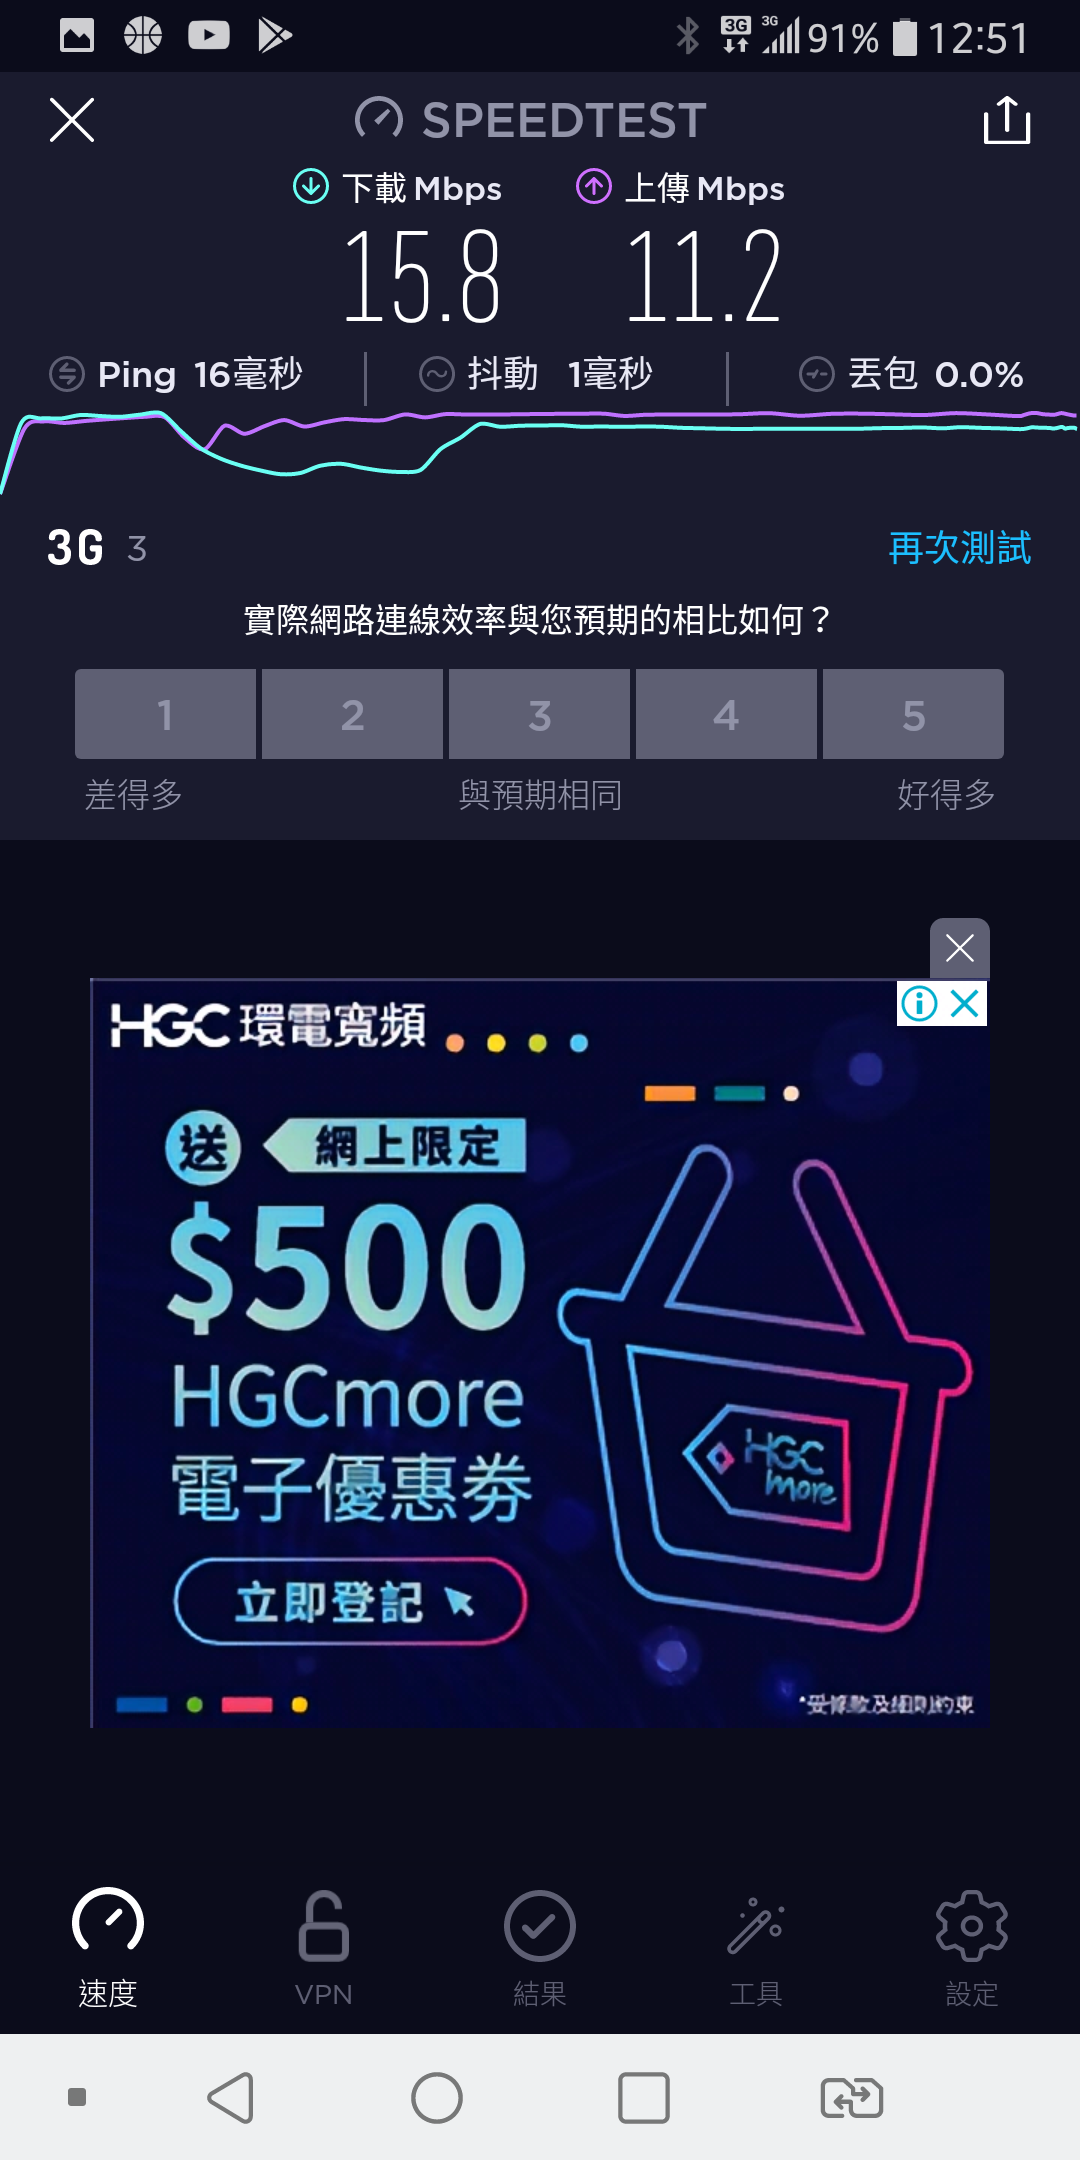 3G 3G 91% 12:51
SPEEDTEST
下載 Mbps 上傳 Mbps
15.8 11.2
Ping 16毫秒 抖動 1毫秒 丟包 0.0%
3G 3 再次測試
實際網路連線效率與您預期的相比如何？
1 2 3 4 5
差得多 與預期相同 好得多
HGC 環電寬頻
送 網上限定
$500
HGCmore
電子優惠券
HGC
more
立即登記
*受條款及細則約束
速度 VPN 結果 工具 設定